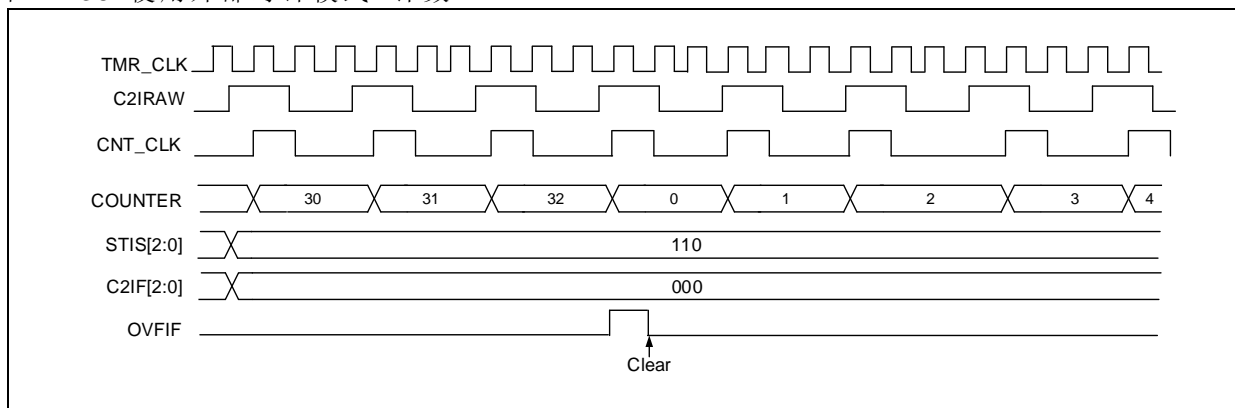 TMR_CLK
C2IRAW
CNT_CLK
COUNTER 30 31 32 0 1 2 3 4
STIS[2:0] 110
C2IF[2:0] 000
OVFIF
Clear